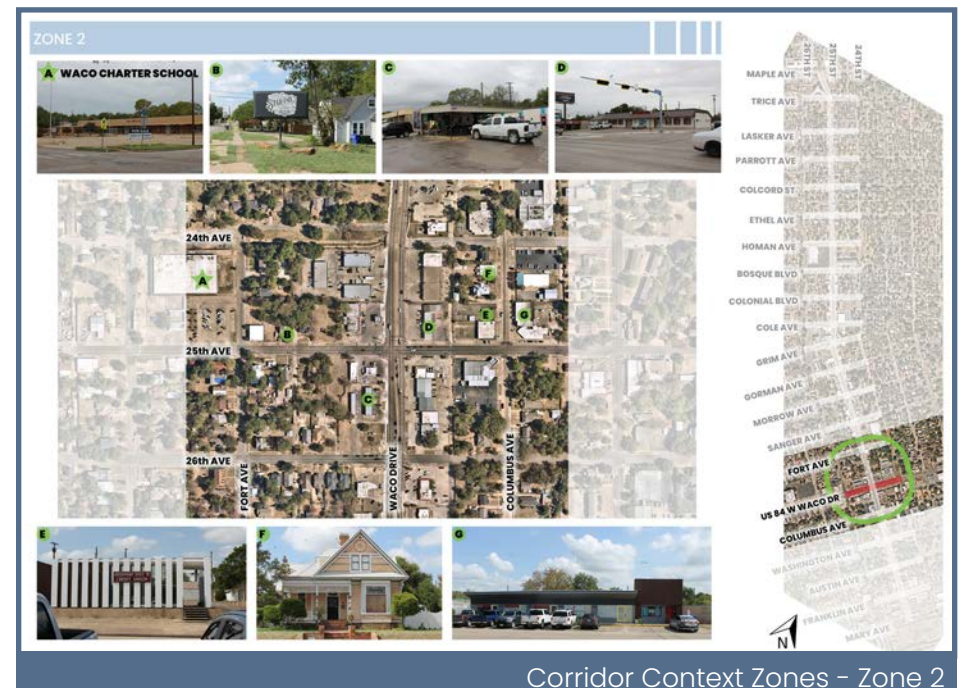 ZONE 2
A WACO CHARTER SCHOOL
B
C
D
24th AVE
A
F
E
G
D
B
25th AVE
C
26th AVE
FORT AVE
WACO DRIVE
COLUMBUS AVE
E
F
G
26TH ST
25TH ST
24TH ST
MAPLE AVE
TRICE AVE
LASKER AVE
PARROTT AVE
COLCORD ST
ETHEL AVE
HOMAN AVE
BOSQUE BLVD
COLONIAL BLVD
COLE AVE
GRIM AVE
GORMAN AVE
MORROW AVE
SANGER AVE
FORT AVE
US 84 W WACO DR
COLUMBUS AVE
WASHINGTON AVE
AUSTIN AVE
FRANKLIN AVE
MARY AVE
N
Corridor Context Zones - Zone 2